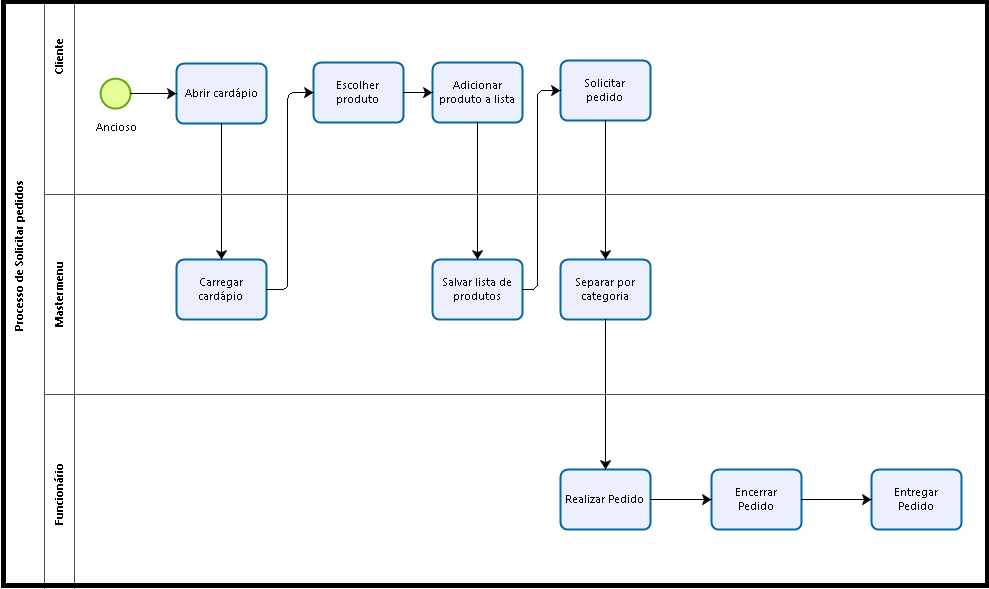 Processo de Solicitar pedidos
Cliente
Ancioso
Abrir cardápio
Escolher
produto
Adicionar
produto a lista
Solicitar
pedido
Mastermenu
Carregar
cardápio
Salvar lista de
produtos
Separar por
categoria
Funcionário
Realizar Pedido
Encerrar
Pedido
Entregar
Pedido